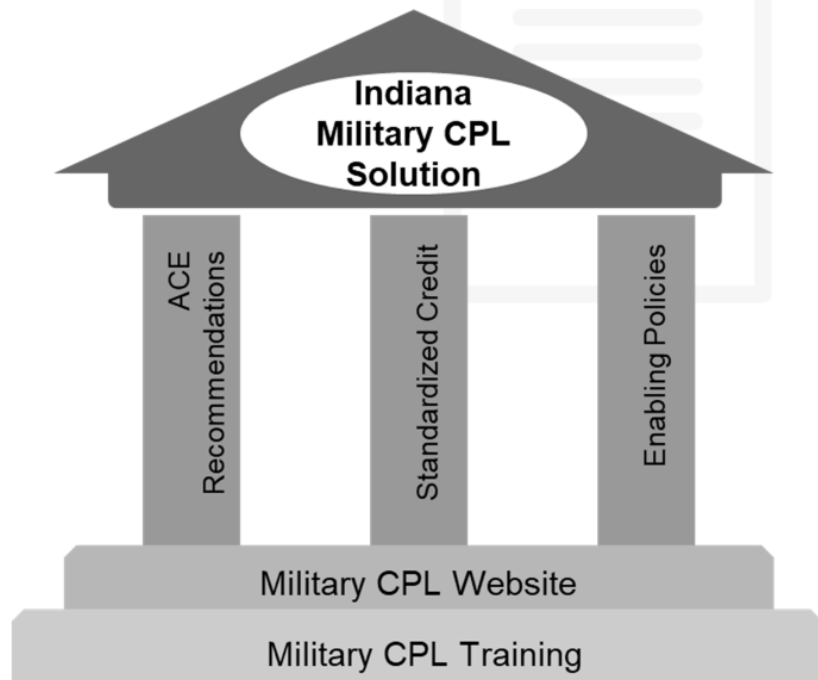 Indiana
Military CPL
Solution
ACE
Recommendations
Standardized Credit
Enabling Policies
Military CPL Website
Military CPL Training